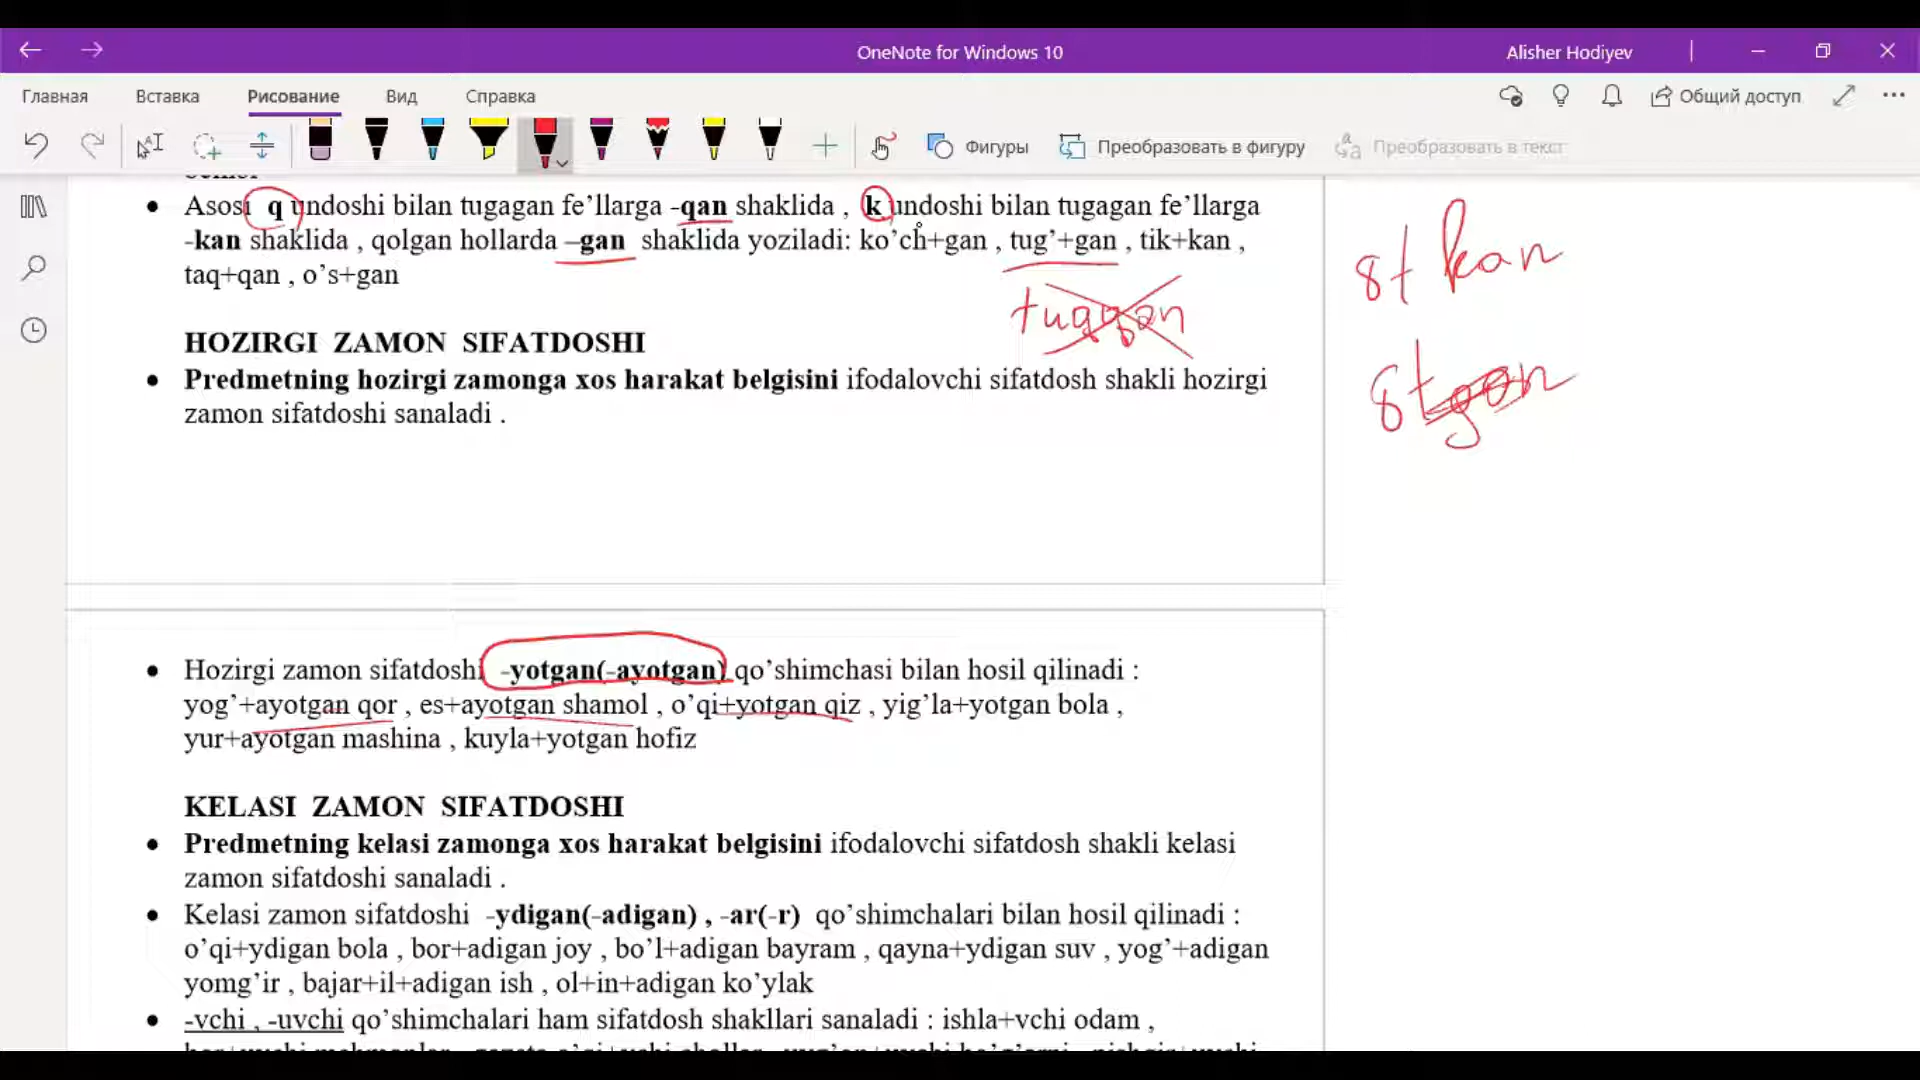 OneNote for Windows 10
Alisher Hodiyev
Главная Вставка Рисование Вид Справка
Общий доступ
Фигуры Преобразовать в фигуру Преобразовать в текст
Asosi q undoshi bilan tugagan fe’llarga -qan shaklida , k undoshi bilan tugagan fe’llarga
-kan shaklida , qolgan hollarda –gan shaklida yoziladi: ko’ch+gan , tug’+gan , tik+kan ,
taq+qan , o’s+gan
tuqqan
8t kan
8tgan
HOZIRGI ZAMON SIFATDOSHI
Predmetning hozirgi zamonga xos harakat belgisini ifodalovchi sifatdosh shakli hozirgi
zamon sifatdoshi sanaladi .
Hozirgi zamon sifatdoshi -yotgan(-ayotgan) qo’shimchasi bilan hosil qilinadi :
yog’+ayotgan qor , es+ayotgan shamol , o’qi+yotgan qiz , yig’la+yotgan bola ,
yur+ayotgan mashina , kuyla+yotgan hofiz
KELASI ZAMON SIFATDOSHI
Predmetning kelasi zamonga xos harakat belgisini ifodalovchi sifatdosh shakli kelasi
zamon sifatdoshi sanaladi .
Kelasi zamon sifatdoshi -ydigan(-adigan) , -ar(-r) qo’shimchalari bilan hosil qilinadi :
o’qi+ydigan bola , bor+adigan joy , bo’l+adigan bayram , qayna+ydigan suv , yog’+adigan
yomg’ir , bajar+il+adigan ish , ol+in+adigan ko’ylak
-vchi , -uvchi qo’shimchalari ham sifatdosh shakllari sanaladi : ishla+vchi odam ,